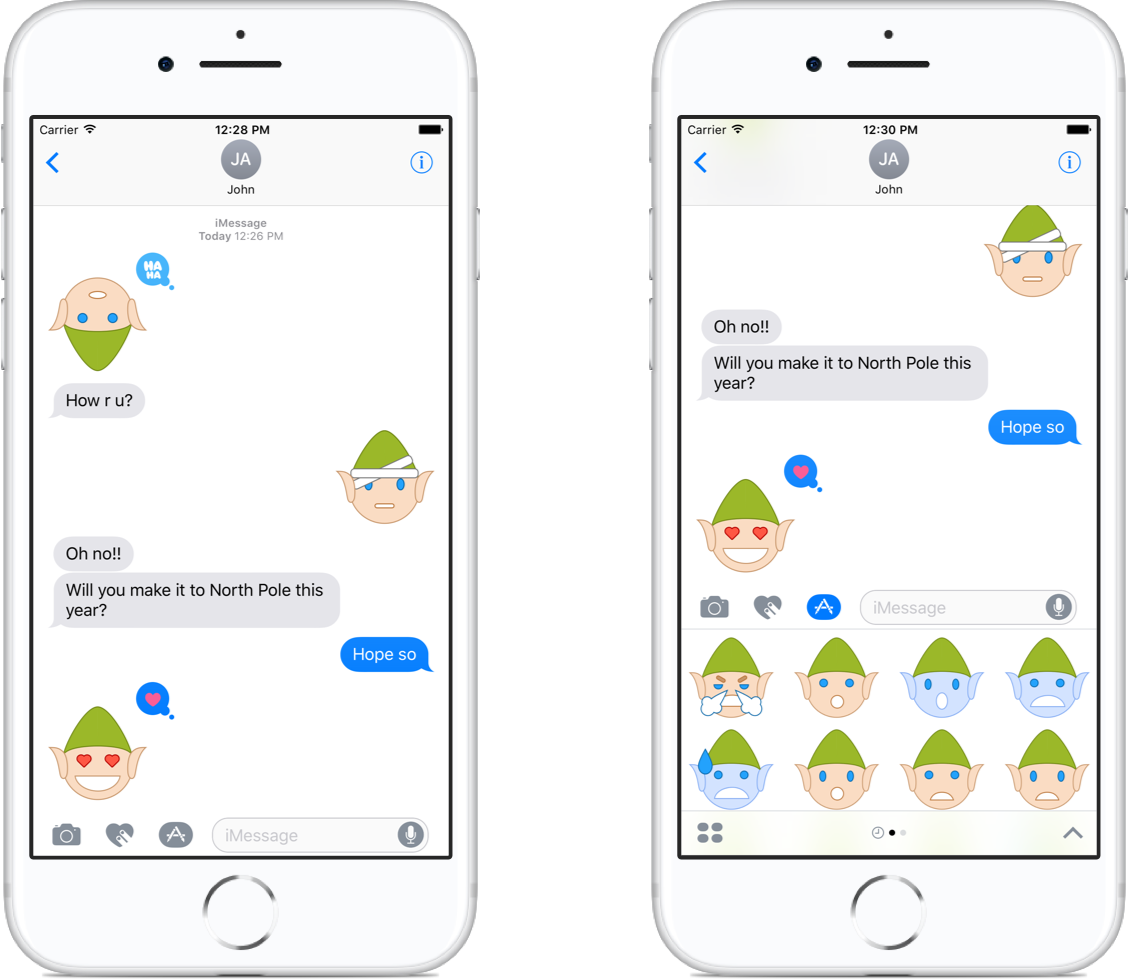 Carrier
12:28 PM
JA
John
iMessage
Today 12:26 PM
HA
HA
How r u?
Oh no!!
Will you make it to North Pole this
year?
Hope so
iMessage
Carrier
12:30 PM
JA
John
Oh no!!
Will you make it to North Pole this
year?
Hope so
iMessage